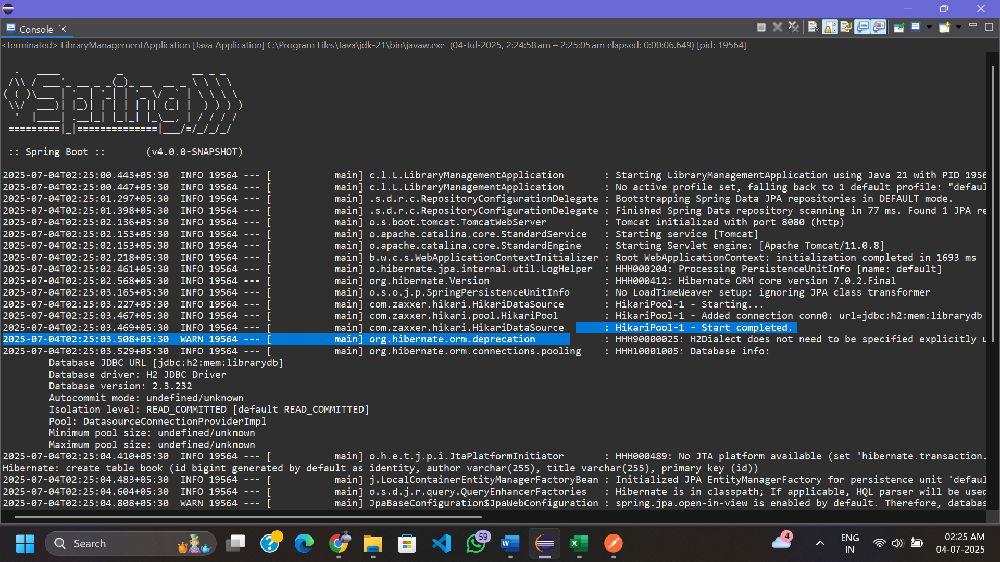 Console
<terminated> LibraryManagementApplication [Java Application] C:\Program Files\Java\jdk-21\bin\javaw.exe (04-Jul-2025, 2:24:58 am – 2:25:05 am elapsed: 0:00:06.649) [pid: 19564]
:: Spring Boot :: (v4.0.0-SNAPSHOT)
2025-07-04T02:25:00.443+05:30 INFO 19564 --- [ main] c.l.L.LibraryManagementApplication : Starting LibraryManagementApplication using Java 21 with PID 1956
2025-07-04T02:25:00.447+05:30 INFO 19564 --- [ main] c.l.L.LibraryManagementApplication : No active profile set, falling back to 1 default profile: "defaul
2025-07-04T02:25:01.297+05:30 INFO 19564 --- [ main] .s.d.r.c.RepositoryConfigurationDelegate : Bootstrapping Spring Data JPA repositories in DEFAULT mode.
2025-07-04T02:25:01.398+05:30 INFO 19564 --- [ main] .s.d.r.c.RepositoryConfigurationDelegate : Finished Spring Data repository scanning in 77 ms. Found 1 JPA re
2025-07-04T02:25:02.136+05:30 INFO 19564 --- [ main] o.s.boot.tomcat.TomcatWebServer : Tomcat initialized with port 8080 (http)
2025-07-04T02:25:02.153+05:30 INFO 19564 --- [ main] o.apache.catalina.core.StandardService : Starting service [Tomcat]
2025-07-04T02:25:02.153+05:30 INFO 19564 --- [ main] o.apache.catalina.core.StandardEngine : Starting Servlet engine: [Apache Tomcat/11.0.8]
2025-07-04T02:25:02.218+05:30 INFO 19564 --- [ main] b.w.c.s.WebApplicationContextInitializer : Root WebApplicationContext: initialization completed in 1693 ms
2025-07-04T02:25:02.461+05:30 INFO 19564 --- [ main] o.hibernate.jpa.internal.util.LogHelper : HHH000204: Processing PersistenceUnitInfo [name: default]
2025-07-04T02:25:02.568+05:30 INFO 19564 --- [ main] org.hibernate.Version : HHH000412: Hibernate ORM core version 7.0.2.Final
2025-07-04T02:25:03.165+05:30 INFO 19564 --- [ main] o.s.o.j.p.SpringPersistenceUnitInfo : No LoadTimeWeaver setup: ignoring JPA class transformer
2025-07-04T02:25:03.227+05:30 INFO 19564 --- [ main] com.zaxxer.hikari.HikariDataSource : HikariPool-1 - Starting...
2025-07-04T02:25:03.467+05:30 INFO 19564 --- [ main] com.zaxxer.hikari.pool.HikariPool : HikariPool-1 - Added connection conn0: url=jdbc:h2:mem:librarydb
2025-07-04T02:25:03.469+05:30 INFO 19564 --- [ main] com.zaxxer.hikari.HikariDataSource : HikariPool-1 - Start completed.
2025-07-04T02:25:03.508+05:30 WARN 19564 --- [ main] org.hibernate.orm.deprecation : HHH90000025: H2Dialect does not need to be specified explicitly u
2025-07-04T02:25:03.529+05:30 INFO 19564 --- [ main] org.hibernate.orm.connections.pooling : HHH10001005: Database info:
Database JDBC URL [jdbc:h2:mem:librarydb]
Database driver: H2 JDBC Driver
Database version: 2.3.232
Autocommit mode: undefined/unknown
Isolation level: READ_COMMITTED [default READ_COMMITTED]
Pool: DatasourceConnectionProviderImpl
Minimum pool size: undefined/unknown
Maximum pool size: undefined/unknown
2025-07-04T02:25:04.410+05:30 INFO 19564 --- [ main] o.h.e.t.j.p.i.JtaPlatformInitiator : HHH000489: No JTA platform available (set 'hibernate.transaction.
Hibernate: create table book (id bigint generated by default as identity, author varchar(255), title varchar(255), primary key (id))
2025-07-04T02:25:04.483+05:30 INFO 19564 --- [ main] j.LocalContainerEntityManagerFactoryBean : Initialized JPA EntityManagerFactory for persistence unit 'defaul
2025-07-04T02:25:04.604+05:30 INFO 19564 --- [ main] o.s.d.j.r.query.QueryEnhancerFactories : Hibernate is in classpath; If applicable, HQL parser will be used
2025-07-04T02:25:04.808+05:30 WARN 19564 --- [ main] JpaBaseConfiguration$JpaWebConfiguration : spring.jpa.open-in-view is enabled by default. Therefore, databas
Search
59
4
ENG
IN
02:25 AM
04-07-2025